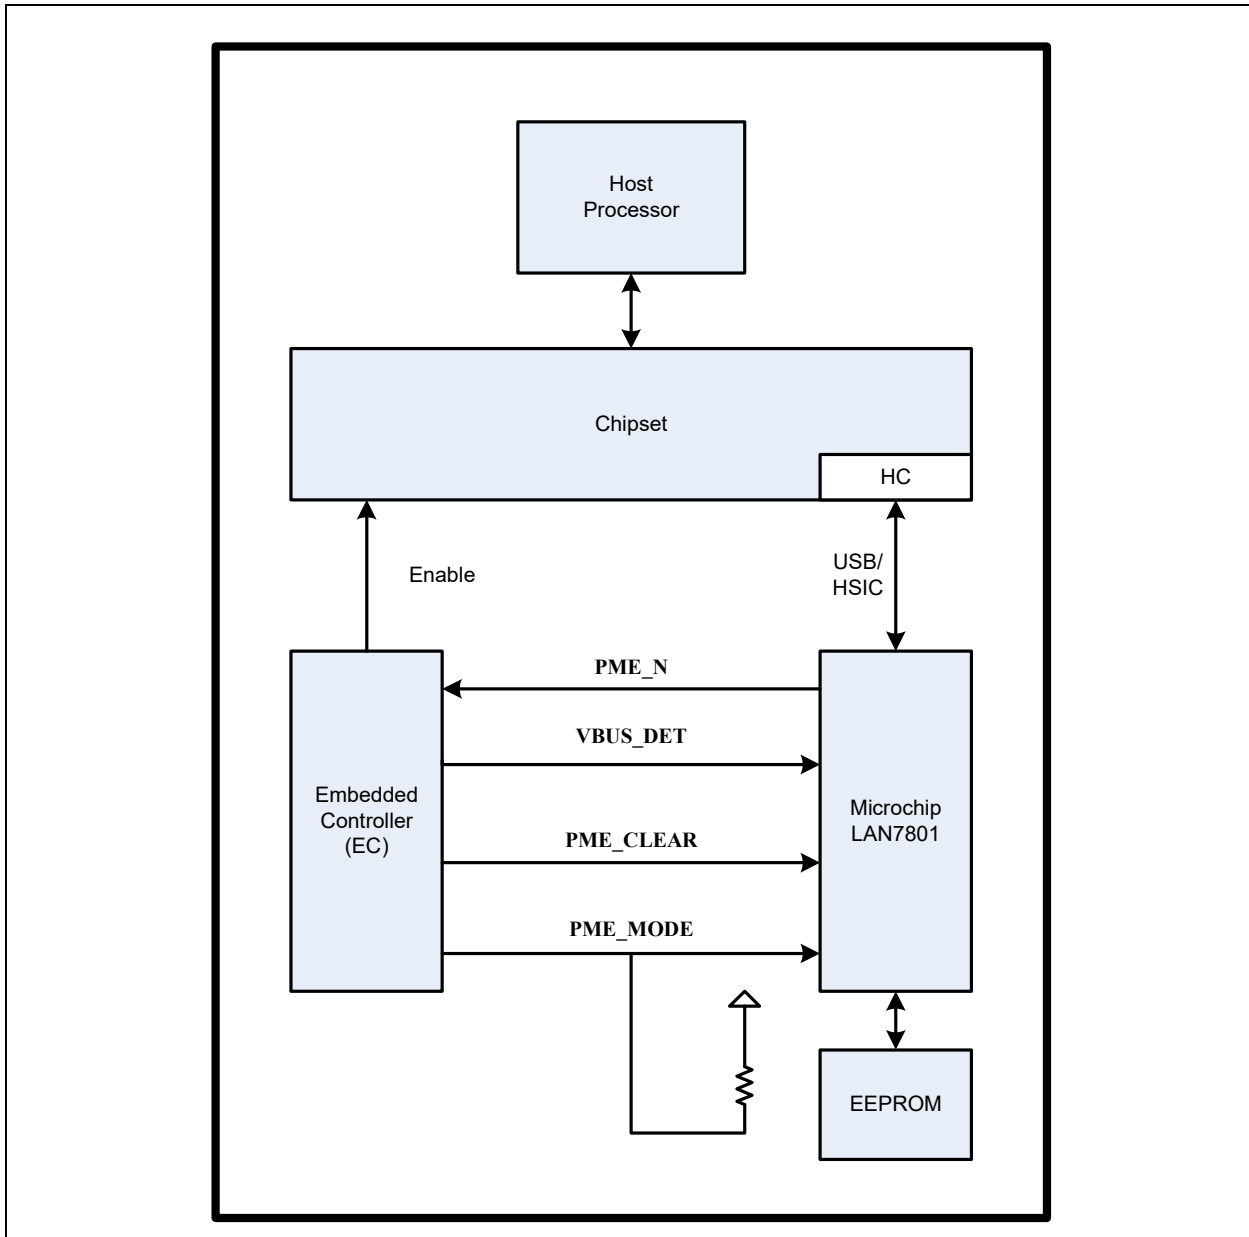 Host
Processor
Chipset
HC
Enable
USB/
HSIC
PME_N
VBUS_DET
Embedded
Controller
(EC)
Microchip
LAN7801
PME_CLEAR
PME_MODE
EEPROM